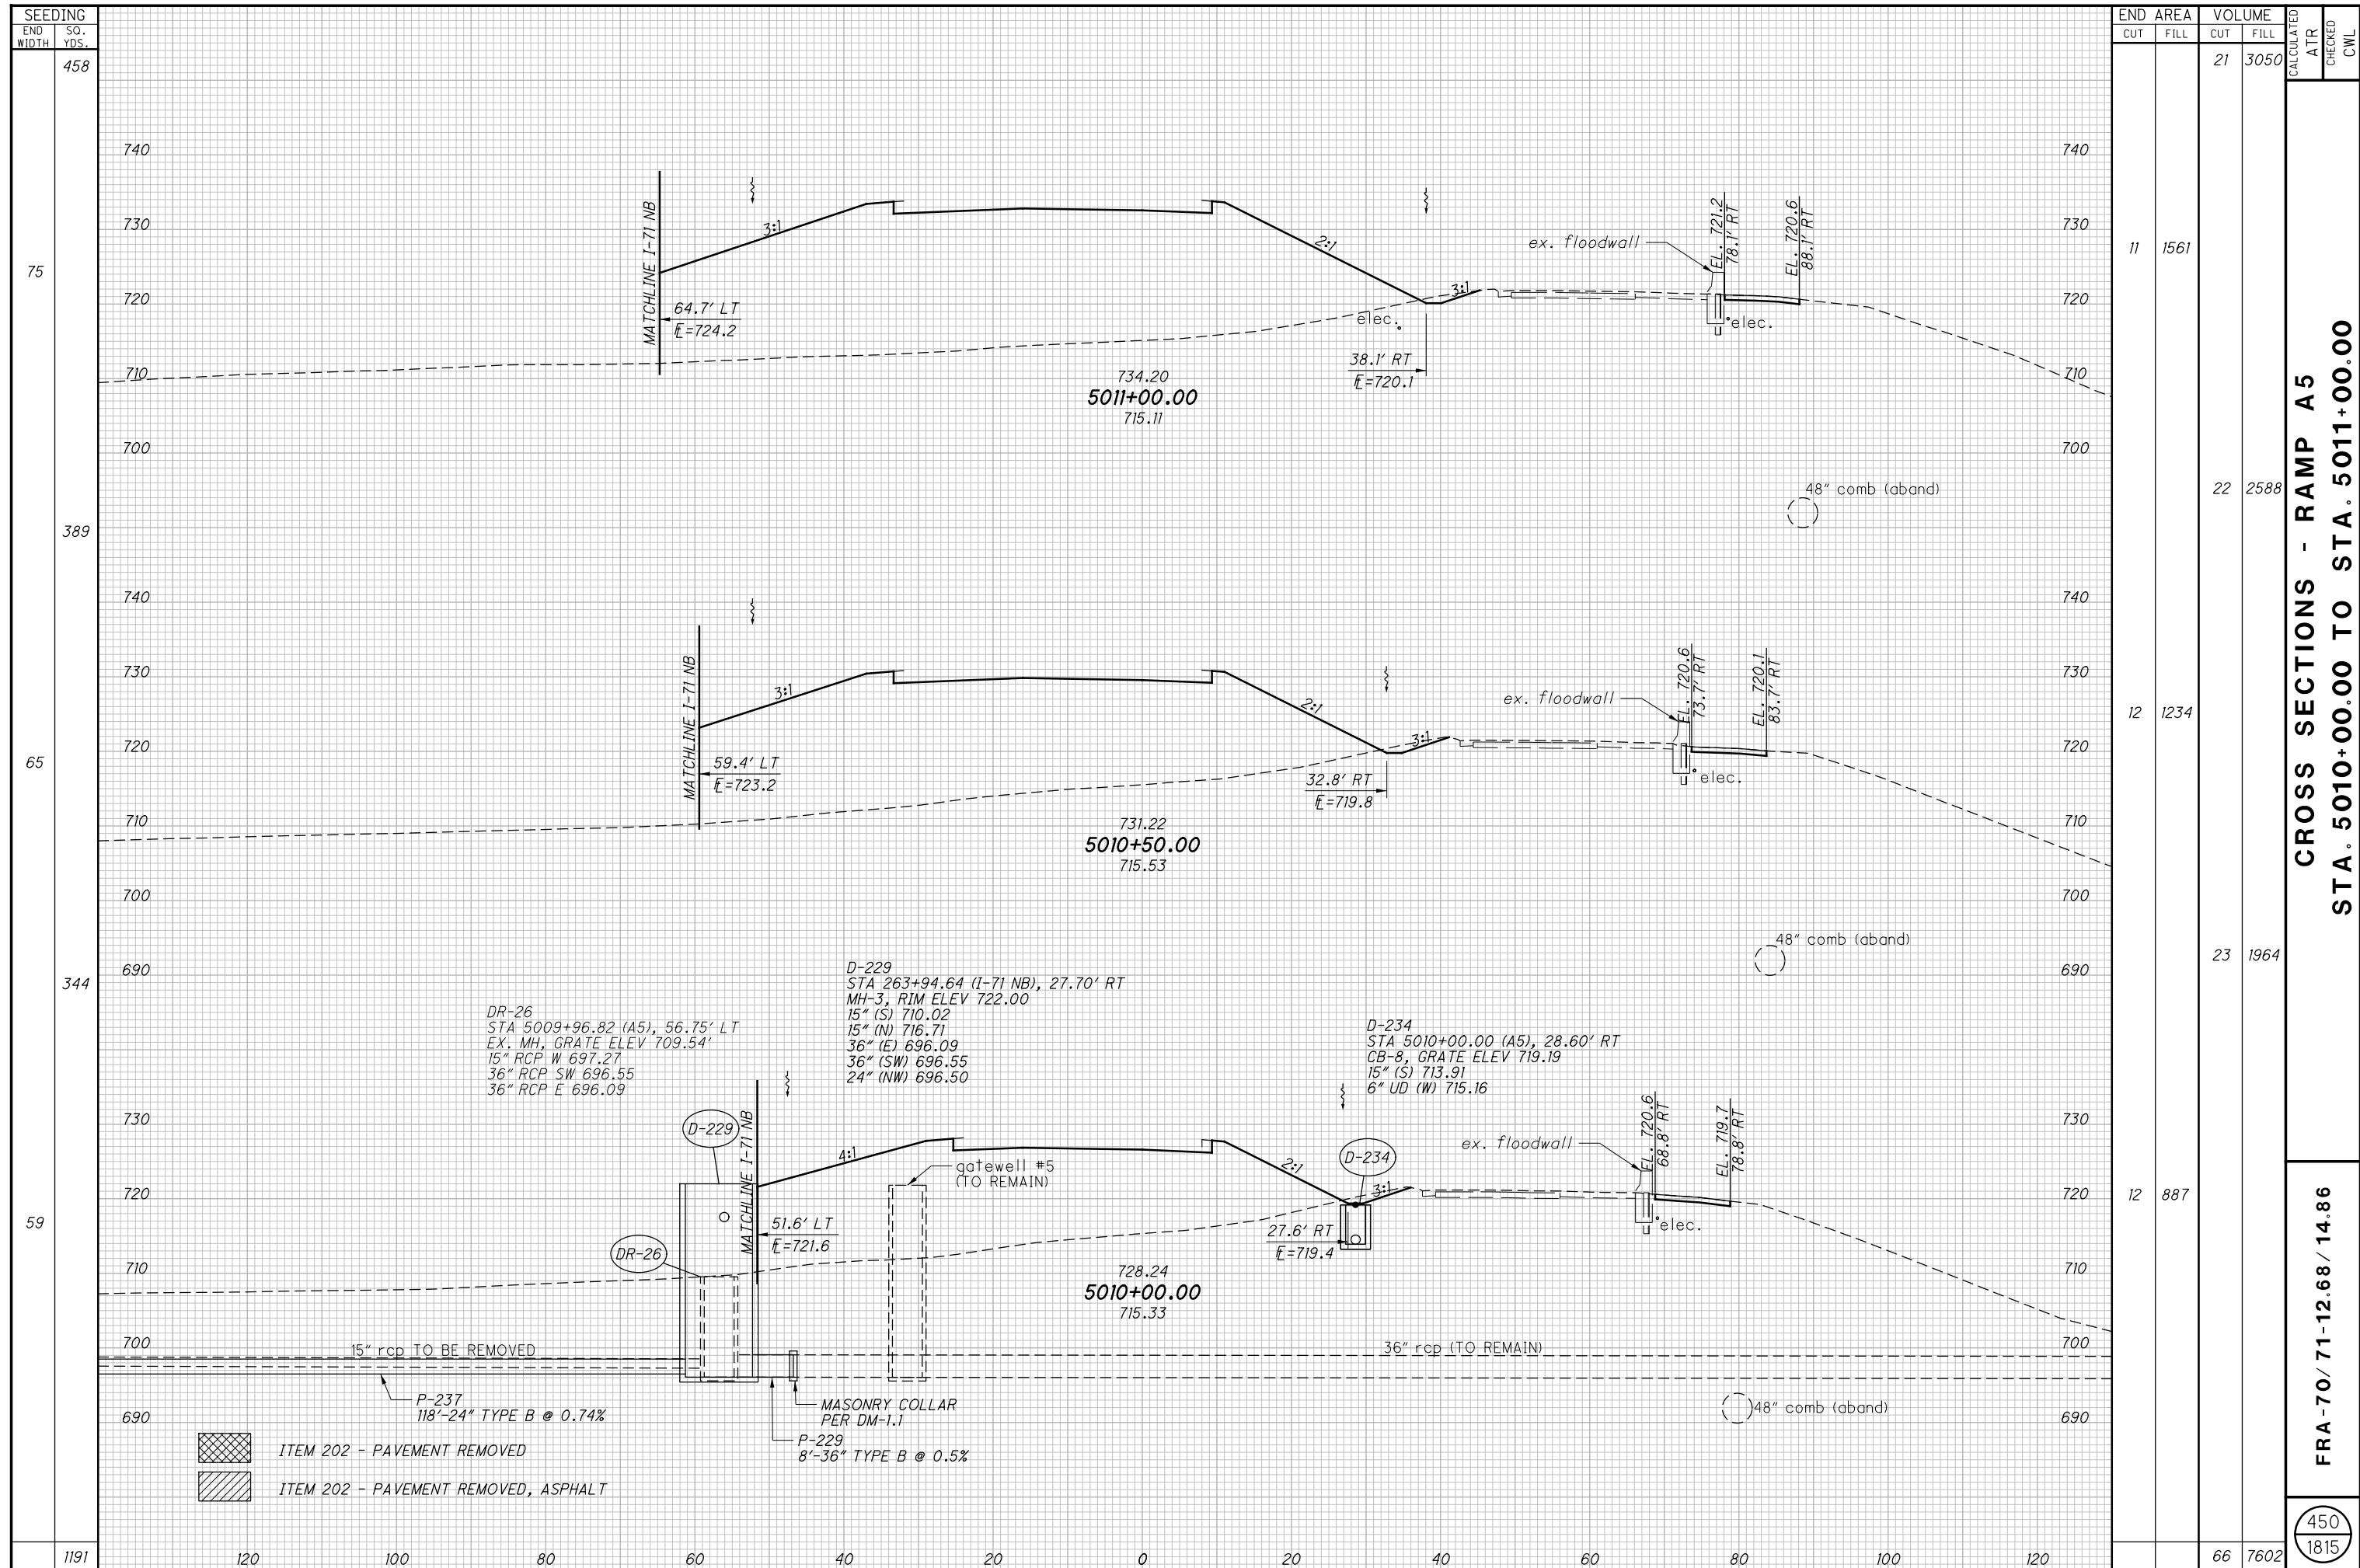 SEEDING
END WIDTH
SQ. YDS.
458
75
389
65
344
59
1191
END AREA
VOLUME
CUT
FILL
CUT
FILL
21 3050
11 1561
22 2588
12 1234
23 1964
12 887
66 7602
CALCULATED
ATR
CHECKED
CWL
CROSS SECTIONS - RAMP A5
STA. 5010+00.00 TO STA. 5011+00.00
FRA-70/71-12.68/14.86
450
1815
740 740
730 730
720 720
710 710
700 700
MATCHLINE I-71 NB
3:1
64.7' LT
FL=724.2
2:1
3:1
elec.
38.1' RT
FL=720.1
ex. floodwall
EL. 721.2
78.1' RT
EL. 720.6
88.1' RT
elec.
734.20
5011+00.00
715.11
48" comb (aband)
740 740
730 730
720 720
710 710
700 700
690 690
MATCHLINE I-71 NB
3:1
59.4' LT
FL=723.2
2:1
3:1
32.8' RT
FL=719.8
ex. floodwall
EL. 720.6
73.7' RT
EL. 720.1
83.7' RT
elec.
731.22
5010+50.00
715.53
48" comb (aband)
DR-26
STA 5009+96.82 (A5), 56.75' LT
EX. MH, GRATE ELEV 709.54'
15" RCP W 697.27
36" RCP SW 696.55
36" RCP E 696.09
D-229
STA 263+94.64 (I-71 NB), 27.70' RT
MH-3, RIM ELEV 722.00
15" (S) 710.02
15" (N) 716.71
36" (E) 696.09
36" (SW) 696.55
24" (NW) 696.50
D-234
STA 5010+00.00 (A5), 28.60' RT
CB-8, GRATE ELEV 719.19
15" (S) 713.91
6" UD (W) 715.16
730 730
720 720
710 710
700 700
690 690
D-229
DR-26
MATCHLINE I-71 NB
4:1
51.6' LT
FL=721.6
gatewell #5
(TO REMAIN)
2:1
D-234
3:1
27.6' RT
FL=719.4
ex. floodwall
EL. 720.6
68.8' RT
EL. 719.7
78.8' RT
elec.
728.24
5010+00.00
715.33
15" rcp TO BE REMOVED
36" rcp (TO REMAIN)
P-237
118'-24" TYPE B @ 0.74%
MASONRY COLLAR
PER DM-1.1
P-229
8'-36" TYPE B @ 0.5%
48" comb (aband)
ITEM 202 - PAVEMENT REMOVED
ITEM 202 - PAVEMENT REMOVED, ASPHALT
120 100 80 60 40 20 0 20 40 60 80 100 120